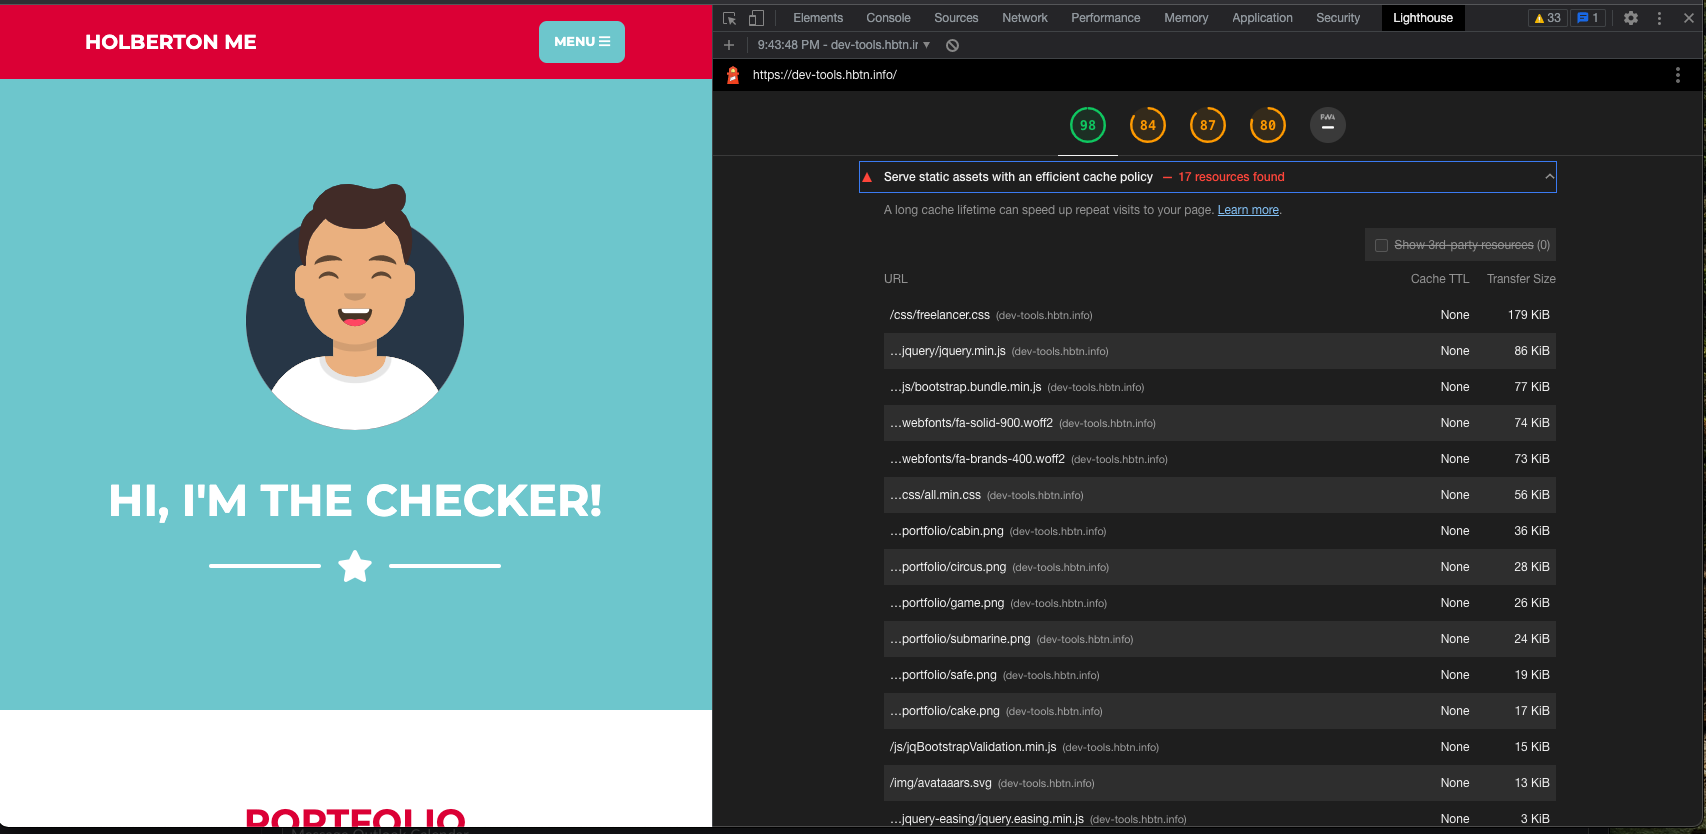 HOLBERTON ME
MENU
HI, I'M THE CHECKER!
PORTFOLIO
Elements Console Sources Network Performance Memory Application Security Lighthouse 33 1
9:43:48 PM - dev-tools.hbtn.ir
https://dev-tools.hbtn.info/
98 84 87 80 PWA
Serve static assets with an efficient cache policy — 17 resources found
A long cache lifetime can speed up repeat visits to your page. Learn more.
Show 3rd-party resources (0)
URL Cache TTL Transfer Size
/css/freelancer.css (dev-tools.hbtn.info) None 179 KiB
…jquery/jquery.min.js (dev-tools.hbtn.info) None 86 KiB
…js/bootstrap.bundle.min.js (dev-tools.hbtn.info) None 77 KiB
…webfonts/fa-solid-900.woff2 (dev-tools.hbtn.info) None 74 KiB
…webfonts/fa-brands-400.woff2 (dev-tools.hbtn.info) None 73 KiB
…css/all.min.css (dev-tools.hbtn.info) None 56 KiB
…portfolio/cabin.png (dev-tools.hbtn.info) None 36 KiB
…portfolio/circus.png (dev-tools.hbtn.info) None 28 KiB
…portfolio/game.png (dev-tools.hbtn.info) None 26 KiB
…portfolio/submarine.png (dev-tools.hbtn.info) None 24 KiB
…portfolio/safe.png (dev-tools.hbtn.info) None 19 KiB
…portfolio/cake.png (dev-tools.hbtn.info) None 17 KiB
/js/jqBootstrapValidation.min.js (dev-tools.hbtn.info) None 15 KiB
/img/avataaars.svg (dev-tools.hbtn.info) None 13 KiB
…jquery-easing/jquery.easing.min.js (dev-tools.hbtn.info) None 3 KiB